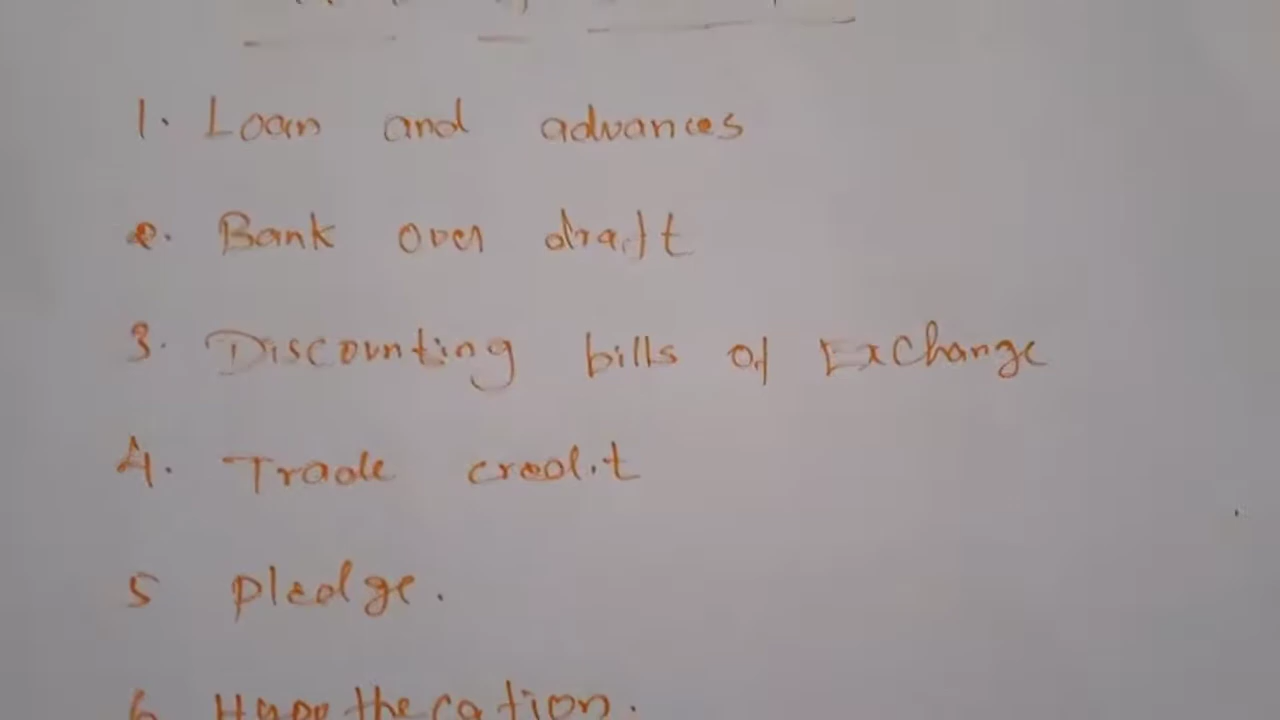 1. Loan and advances
2. Bank over draft
3. Discounting bills of Exchange
4. Trade credit
5 pledge.
6 Hypothecation.